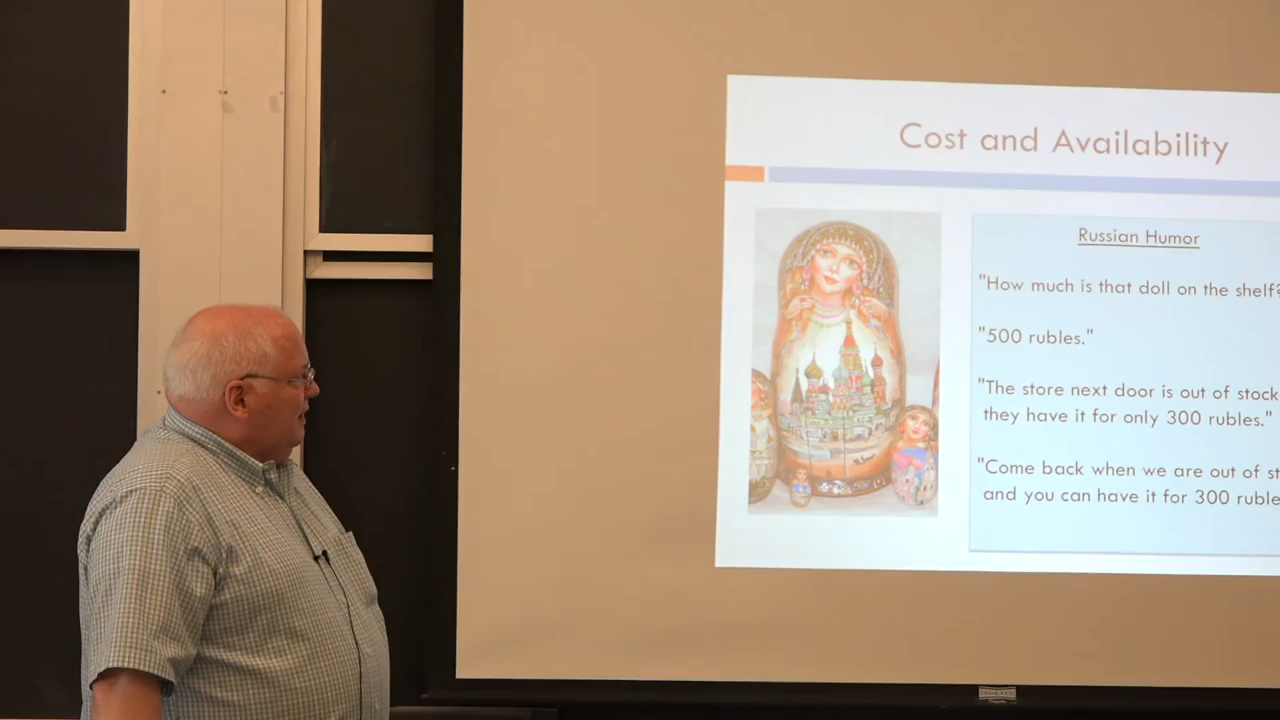 Cost and Availability
Russian Humor
"How much is that doll on the shelf?
"500 rubles."
"The store next door is out of stock
they have it for only 300 rubles."
"Come back when we are out of st
and you can have it for 300 ruble